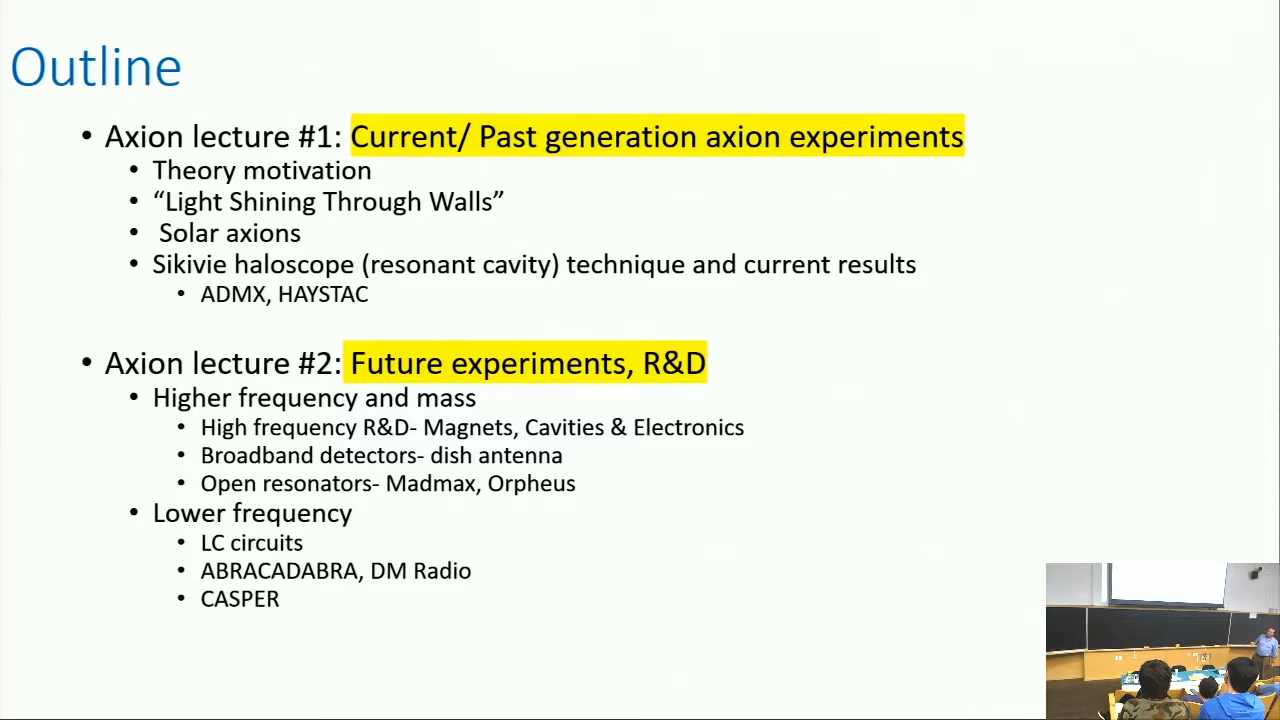 Outline
• Axion lecture #1: Current/ Past generation axion experiments
• Theory motivation
• “Light Shining Through Walls”
• Solar axions
• Sikivie haloscope (resonant cavity) technique and current results
• ADMX, HAYSTAC
• Axion lecture #2: Future experiments, R&D
• Higher frequency and mass
• High frequency R&D- Magnets, Cavities & Electronics
• Broadband detectors- dish antenna
• Open resonators- Madmax, Orpheus
• Lower frequency
• LC circuits
• ABRACADABRA, DM Radio
• CASPER